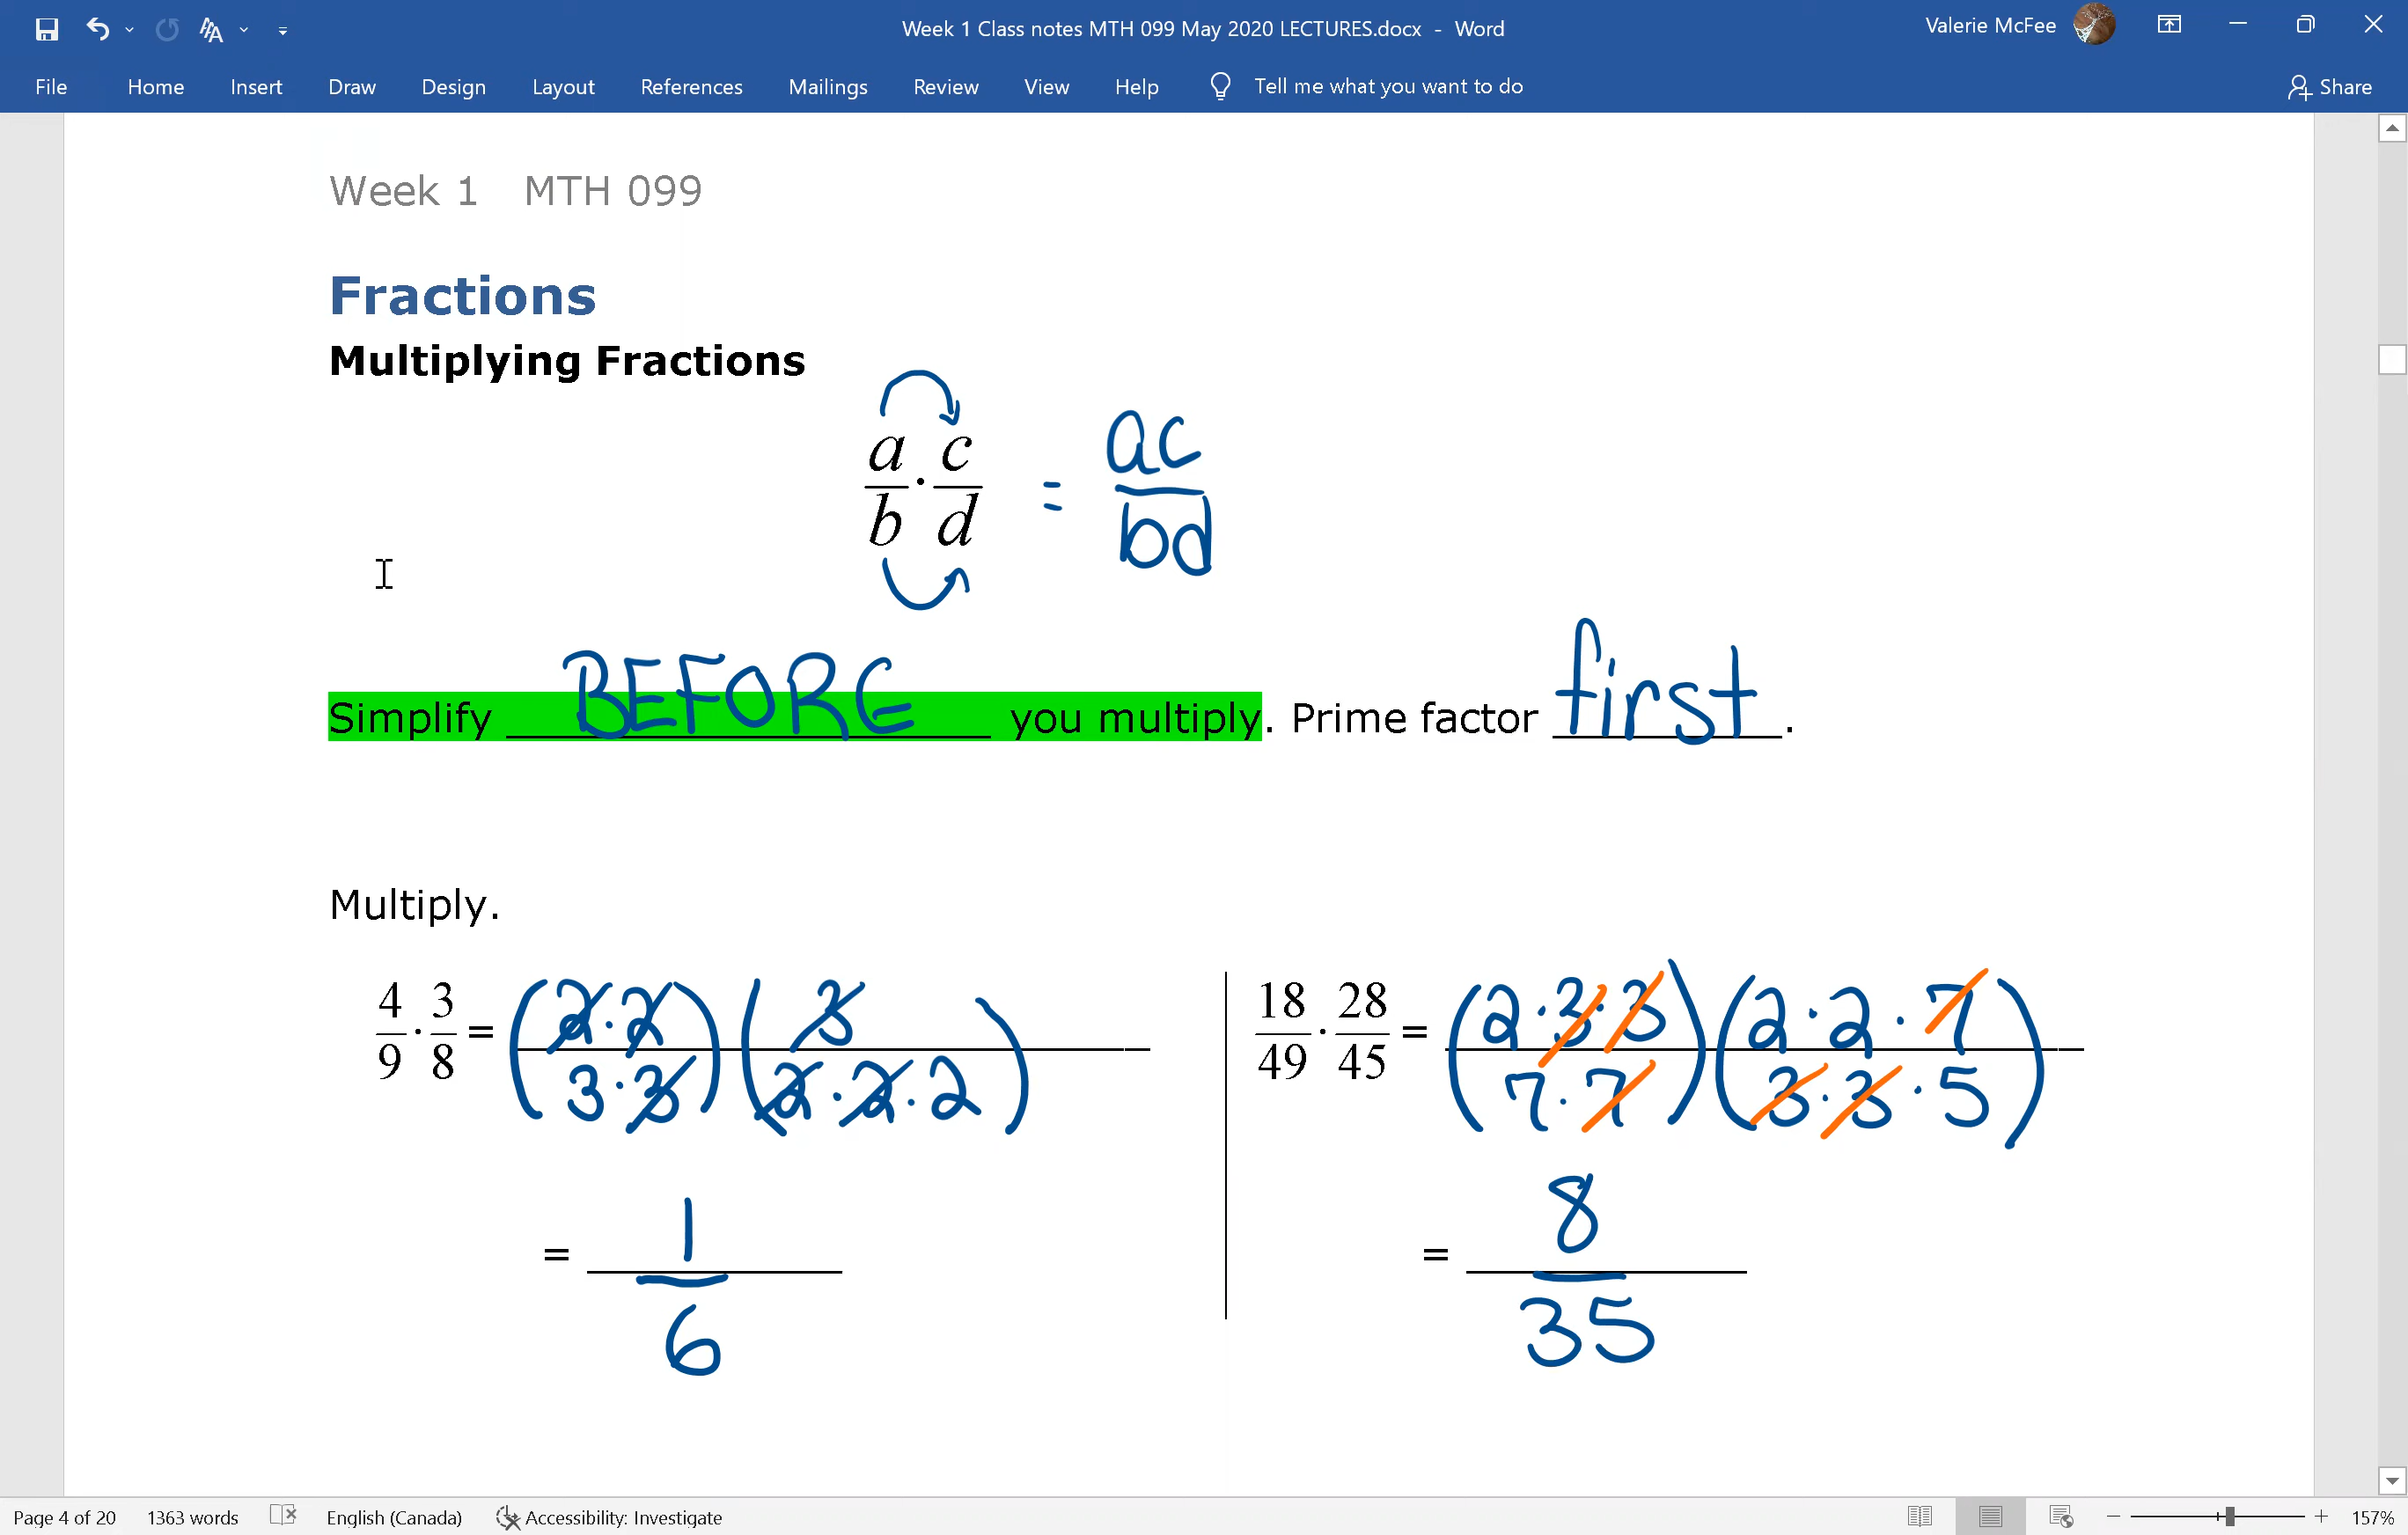 Week 1 Class notes MTH 099 May 2020 LECTURES.docx - Word
Valerie McFee
File Home Insert Draw Design Layout References Mailings Review View Help Tell me what you want to do Share
Week 1 MTH 099
Fractions
Multiplying Fractions
a/b · c/d = ac/bd
Simplify BEFORE you multiply. Prime factor first.
Multiply.
4/9 · 3/8 = (2·2 / 3·3)(3 / 2·2·2)
= 1/6
18/49 · 28/45 = (2·3·3 / 7·7)(2·2·7 / 3·3·5)
= 8/35
Page 4 of 20 1363 words English (Canada) Accessibility: Investigate 157%